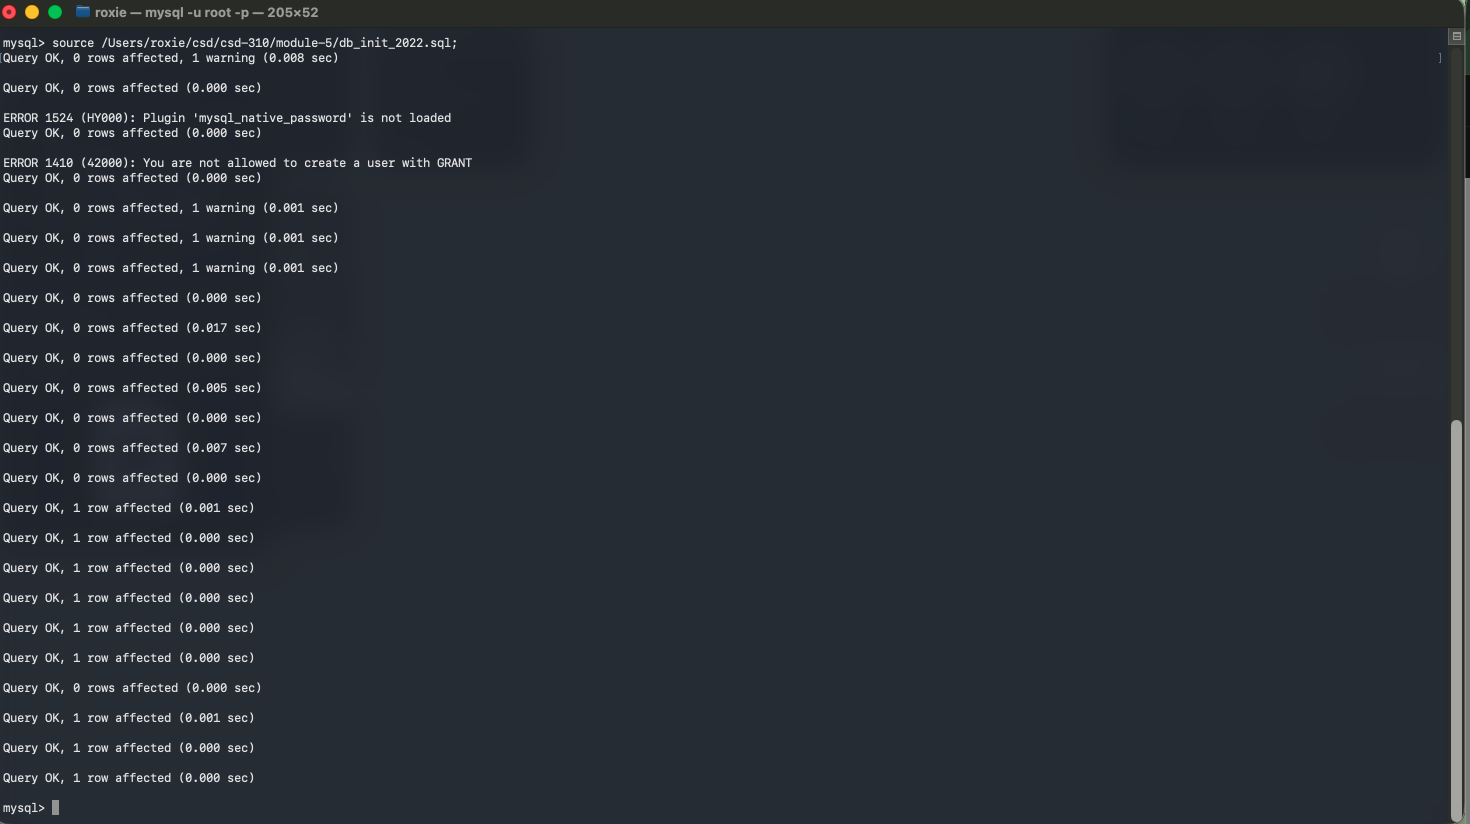 roxie — mysql -u root -p — 205×52
mysql> source /Users/roxie/csd/csd-310/module-5/db_init_2022.sql;
Query OK, 0 rows affected, 1 warning (0.008 sec)
Query OK, 0 rows affected (0.000 sec)
ERROR 1524 (HY000): Plugin 'mysql_native_password' is not loaded
Query OK, 0 rows affected (0.000 sec)
ERROR 1410 (42000): You are not allowed to create a user with GRANT
Query OK, 0 rows affected (0.000 sec)
Query OK, 0 rows affected, 1 warning (0.001 sec)
Query OK, 0 rows affected, 1 warning (0.001 sec)
Query OK, 0 rows affected, 1 warning (0.001 sec)
Query OK, 0 rows affected (0.000 sec)
Query OK, 0 rows affected (0.017 sec)
Query OK, 0 rows affected (0.000 sec)
Query OK, 0 rows affected (0.005 sec)
Query OK, 0 rows affected (0.000 sec)
Query OK, 0 rows affected (0.007 sec)
Query OK, 0 rows affected (0.000 sec)
Query OK, 1 row affected (0.001 sec)
Query OK, 1 row affected (0.000 sec)
Query OK, 1 row affected (0.000 sec)
Query OK, 1 row affected (0.000 sec)
Query OK, 1 row affected (0.000 sec)
Query OK, 1 row affected (0.000 sec)
Query OK, 0 rows affected (0.000 sec)
Query OK, 1 row affected (0.001 sec)
Query OK, 1 row affected (0.000 sec)
Query OK, 1 row affected (0.000 sec)
mysql>